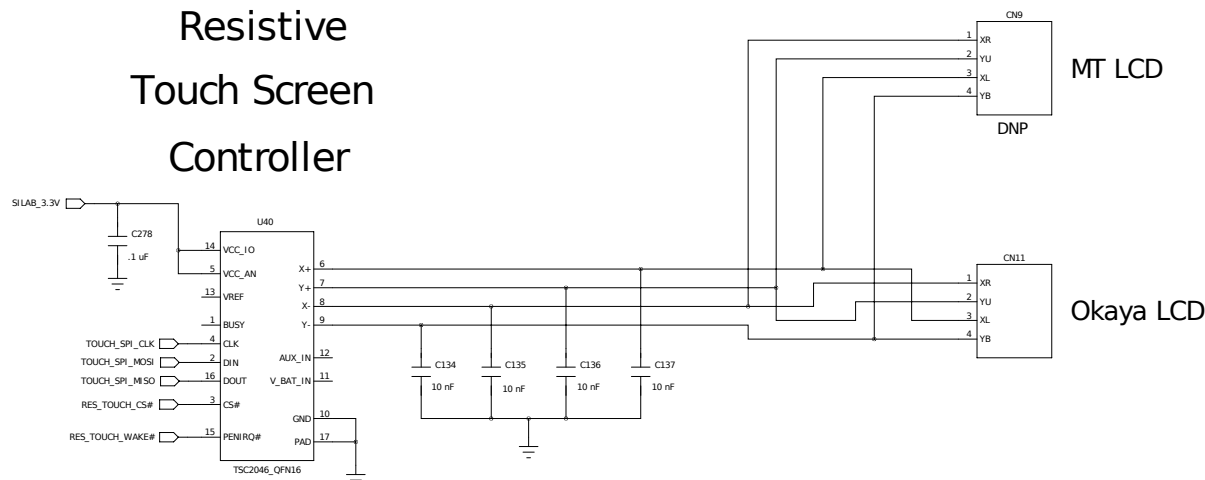 Resistive
Touch Screen
Controller
CN9
1 XR
2 YU
3 XL
4 YB
DNP
MT LCD
SILAB_3.3V
C278
.1 uF
U40
14 VCC_IO
5 VCC_AN
13 VREF
1 BUSY
4 CLK
2 DIN
16 DOUT
3 CS#
15 PENIRQ#
TOUCH_SPI_CLK
TOUCH_SPI_MOSI
TOUCH_SPI_MISO
RES_TOUCH_CS#
RES_TOUCH_WAKE#
X+ 6
Y+ 7
X- 8
Y- 9
AUX_IN 12
V_BAT_IN 11
GND 10
PAD 17
TSC2046_QFN16
C134
10 nF
C135
10 nF
C136
10 nF
C137
10 nF
CN11
1 XR
2 YU
3 XL
4 YB
Okaya LCD